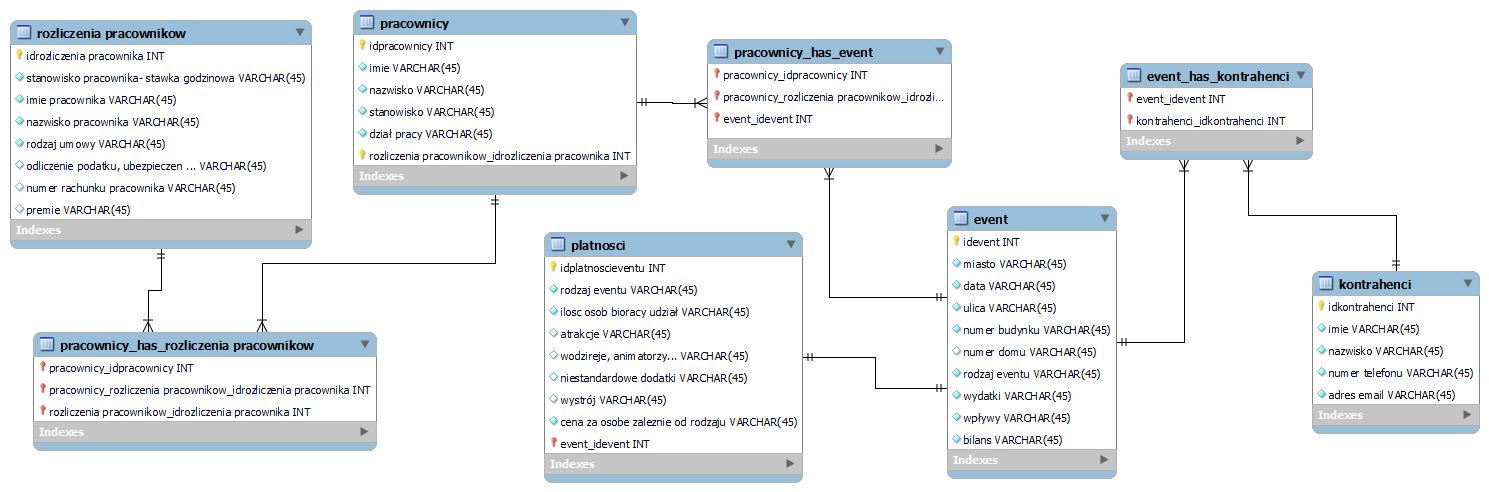 rozliczenia pracownikow
idrozliczenia pracownika INT
stanowisko pracownika- stawka godzinowa VARCHAR(45)
imie pracownika VARCHAR(45)
nazwisko pracownika VARCHAR(45)
rodzaj umowy VARCHAR(45)
odliczenie podatku, ubezpieczen ... VARCHAR(45)
numer rachunku pracownika VARCHAR(45)
premie VARCHAR(45)
Indexes
pracownicy
idpracownicy INT
imie VARCHAR(45)
nazwisko VARCHAR(45)
stanowisko VARCHAR(45)
dział pracy VARCHAR(45)
rozliczenia pracownikow_idrozliczenia pracownika INT
Indexes
pracownicy_has_event
pracownicy_idpracownicy INT
pracownicy_rozliczenia pracownikow_idrozli...
event_idevent INT
Indexes
event_has_kontrahenci
event_idevent INT
kontrahenci_idkontrahenci INT
Indexes
pracownicy_has_rozliczenia pracownikow
pracownicy_idpracownicy INT
pracownicy_rozliczenia pracownikow_idrozliczenia pracownika INT
rozliczenia pracownikow_idrozliczenia pracownika INT
Indexes
platnosci
idplatnoscieventu INT
rodzaj eventu VARCHAR(45)
ilosc osob bioracy udział VARCHAR(45)
atrakcje VARCHAR(45)
wodzireje, animatorzy... VARCHAR(45)
niestandardowe dodatki VARCHAR(45)
wystrój VARCHAR(45)
cena za osobe zaleznie od rodzaju VARCHAR(45)
event_idevent INT
Indexes
event
idevent INT
miasto VARCHAR(45)
data VARCHAR(45)
ulica VARCHAR(45)
numer budynku VARCHAR(45)
numer domu VARCHAR(45)
rodzaj eventu VARCHAR(45)
wydatki VARCHAR(45)
wpływy VARCHAR(45)
bilans VARCHAR(45)
Indexes
kontrahenci
idkontrahenci INT
imie VARCHAR(45)
nazwisko VARCHAR(45)
numer telefonu VARCHAR(45)
adres email VARCHAR(45)
Indexes